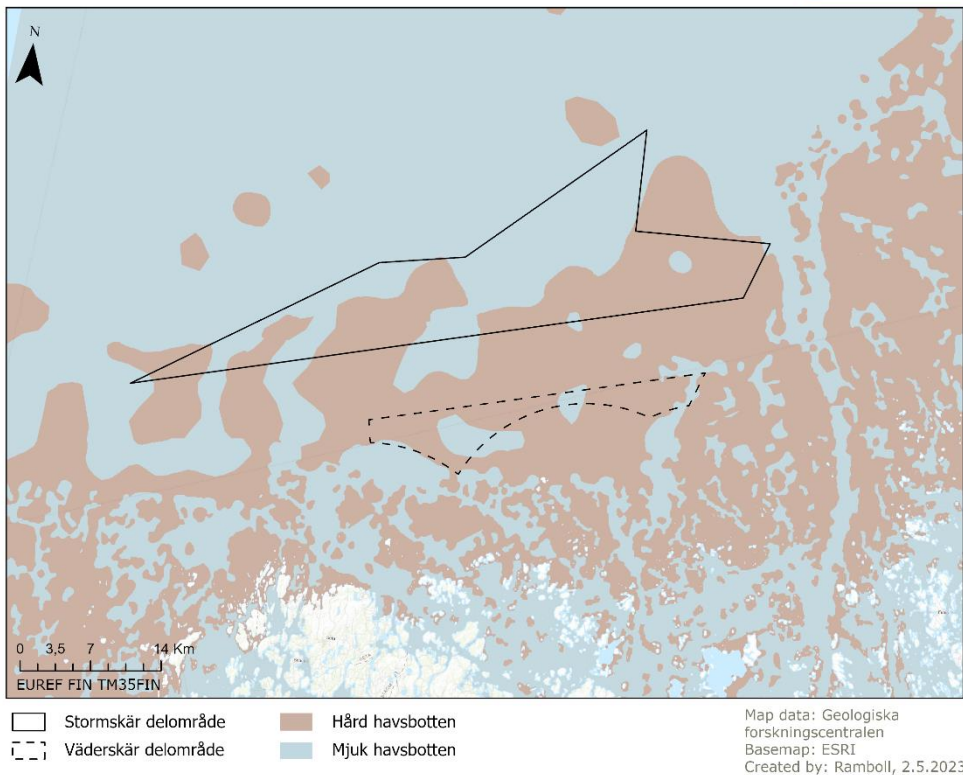 N
0 3,5 7 14 Km
EUREF FIN TM35FIN
Stormskär delområde
Väderskär delområde
Hård havsbotten
Mjuk havsbotten
Map data: Geologiska
forskningscentralen
Basemap: ESRI
Created by: Ramboll, 2.5.2023